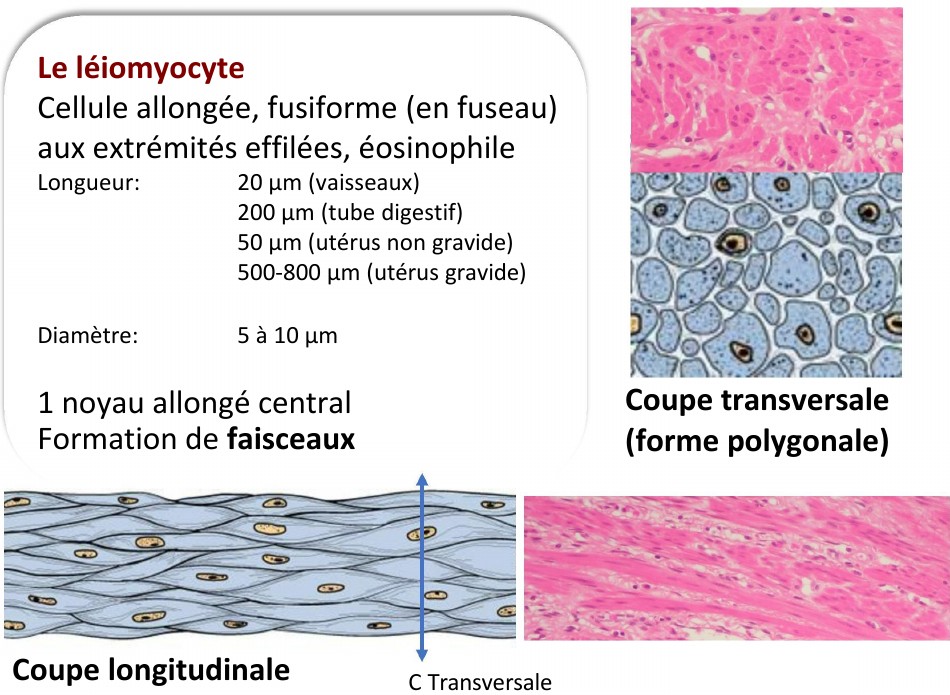 Le léiomyocyte
Cellule allongée, fusiforme (en fuseau)
aux extrémités effilées, éosinophile
Longueur: 20 µm (vaisseaux)
200 µm (tube digestif)
50 µm (utérus non gravide)
500-800 µm (utérus gravide)
Diamètre: 5 à 10 µm
1 noyau allongé central
Formation de faisceaux
Coupe transversale
(forme polygonale)
Coupe longitudinale
C Transversale